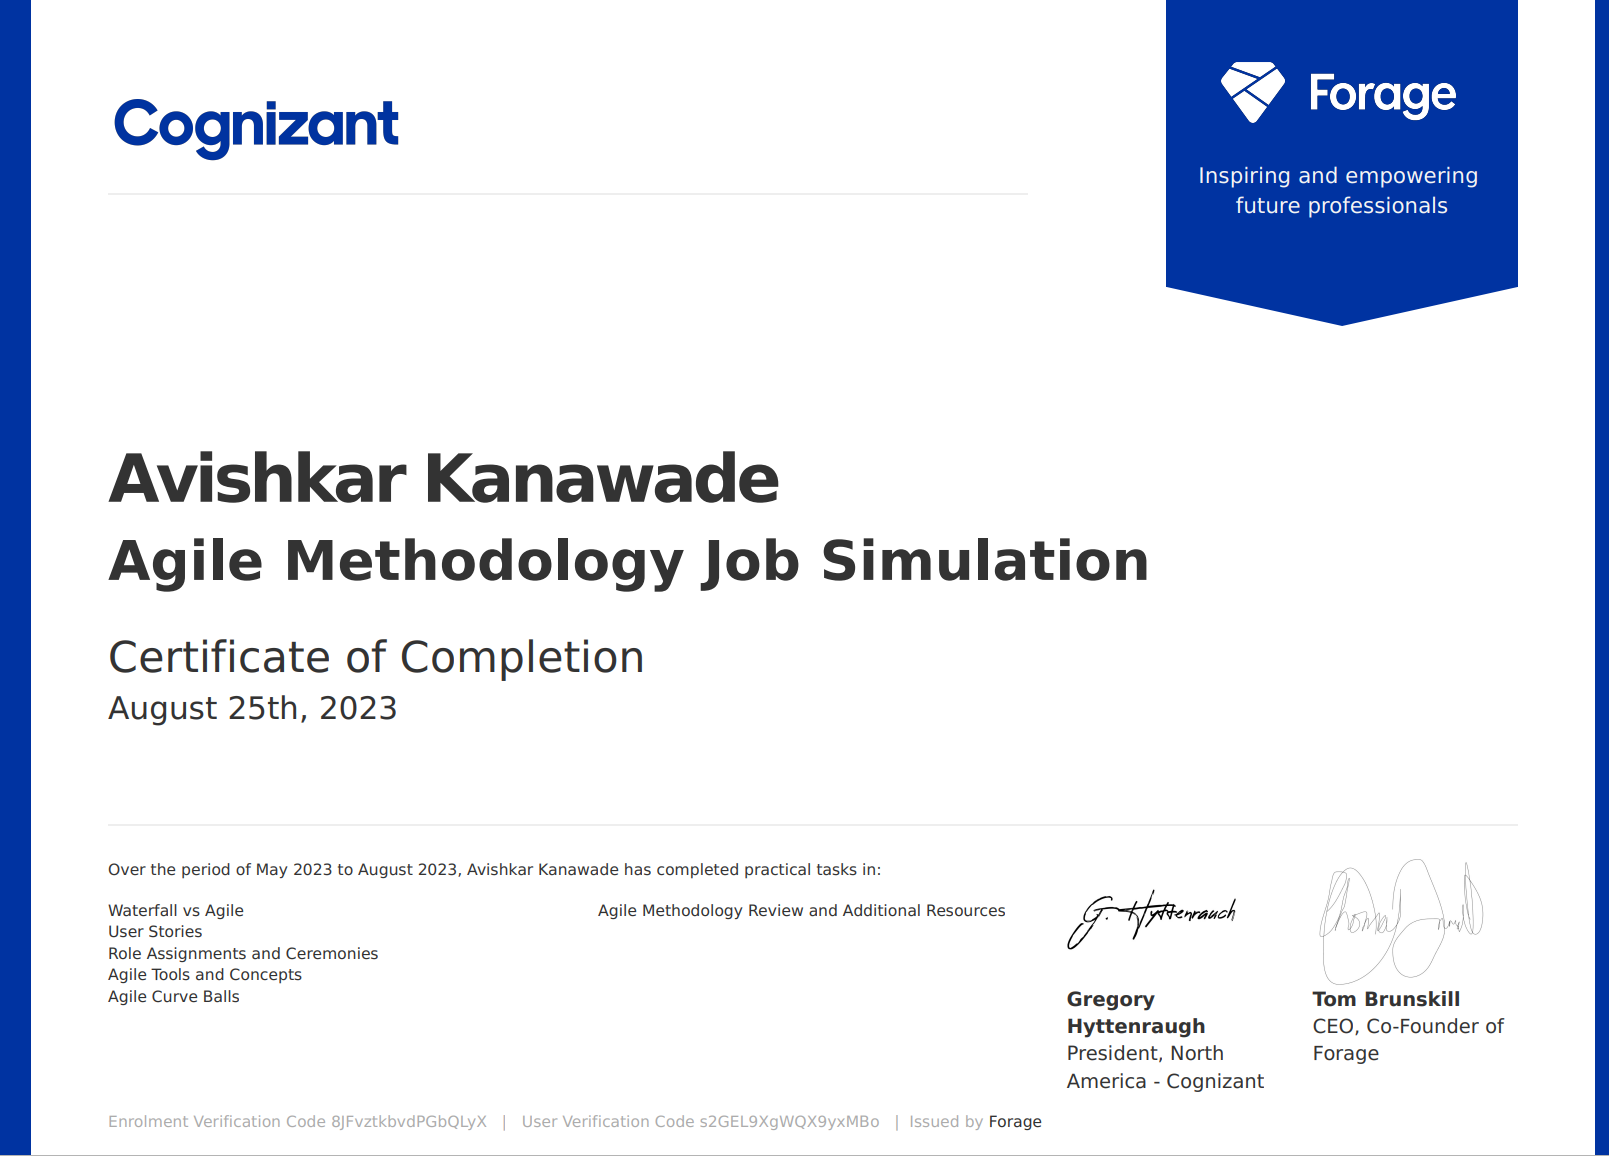 Cognizant
Forage
Inspiring and empowering
future professionals
Avishkar Kanawade
Agile Methodology Job Simulation
Certificate of Completion
August 25th, 2023
Over the period of May 2023 to August 2023, Avishkar Kanawade has completed practical tasks in:
Waterfall vs Agile
User Stories
Role Assignments and Ceremonies
Agile Tools and Concepts
Agile Curve Balls
Agile Methodology Review and Additional Resources
G. Hyttenrauch
Gregory
Hyttenraugh
President, North
America - Cognizant
Tom Brunskill
CEO, Co-Founder of
Forage
Enrolment Verification Code 8JFvztkbvdPGbQLyX | User Verification Code s2GEL9XgWQX9yxMBo | Issued by Forage